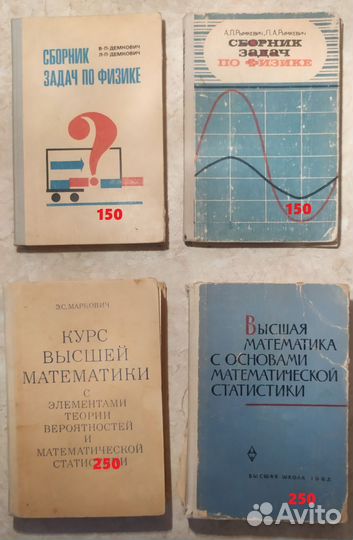 В·П·ДЕМКОВИЧ
Л·П·ДЕМКОВИЧ
СБОРНИК
ЗАДАЧ ПО ФИЗИКЕ
?
150
А.П.Рымкевич, П.А.Рымкевич
СБОРНИК
ЗАДАЧ
ПО ФИЗИКЕ
150
Э.С.МАРКОВИЧ
КУРС
ВЫСШЕЙ
МАТЕМАТИКИ
С
ЭЛЕМЕНТАМИ
ТЕОРИИ
ВЕРОЯТНОСТЕЙ
И
МАТЕМАТИЧЕСКОЙ
СТАТИСТИКИ
250
ВЫСШАЯ
МАТЕМАТИКА
С ОСНОВАМИ
МАТЕМАТИЧЕСКОЙ
СТАТИСТИКИ
ВЫСШАЯ ШКОЛА
250
Avito